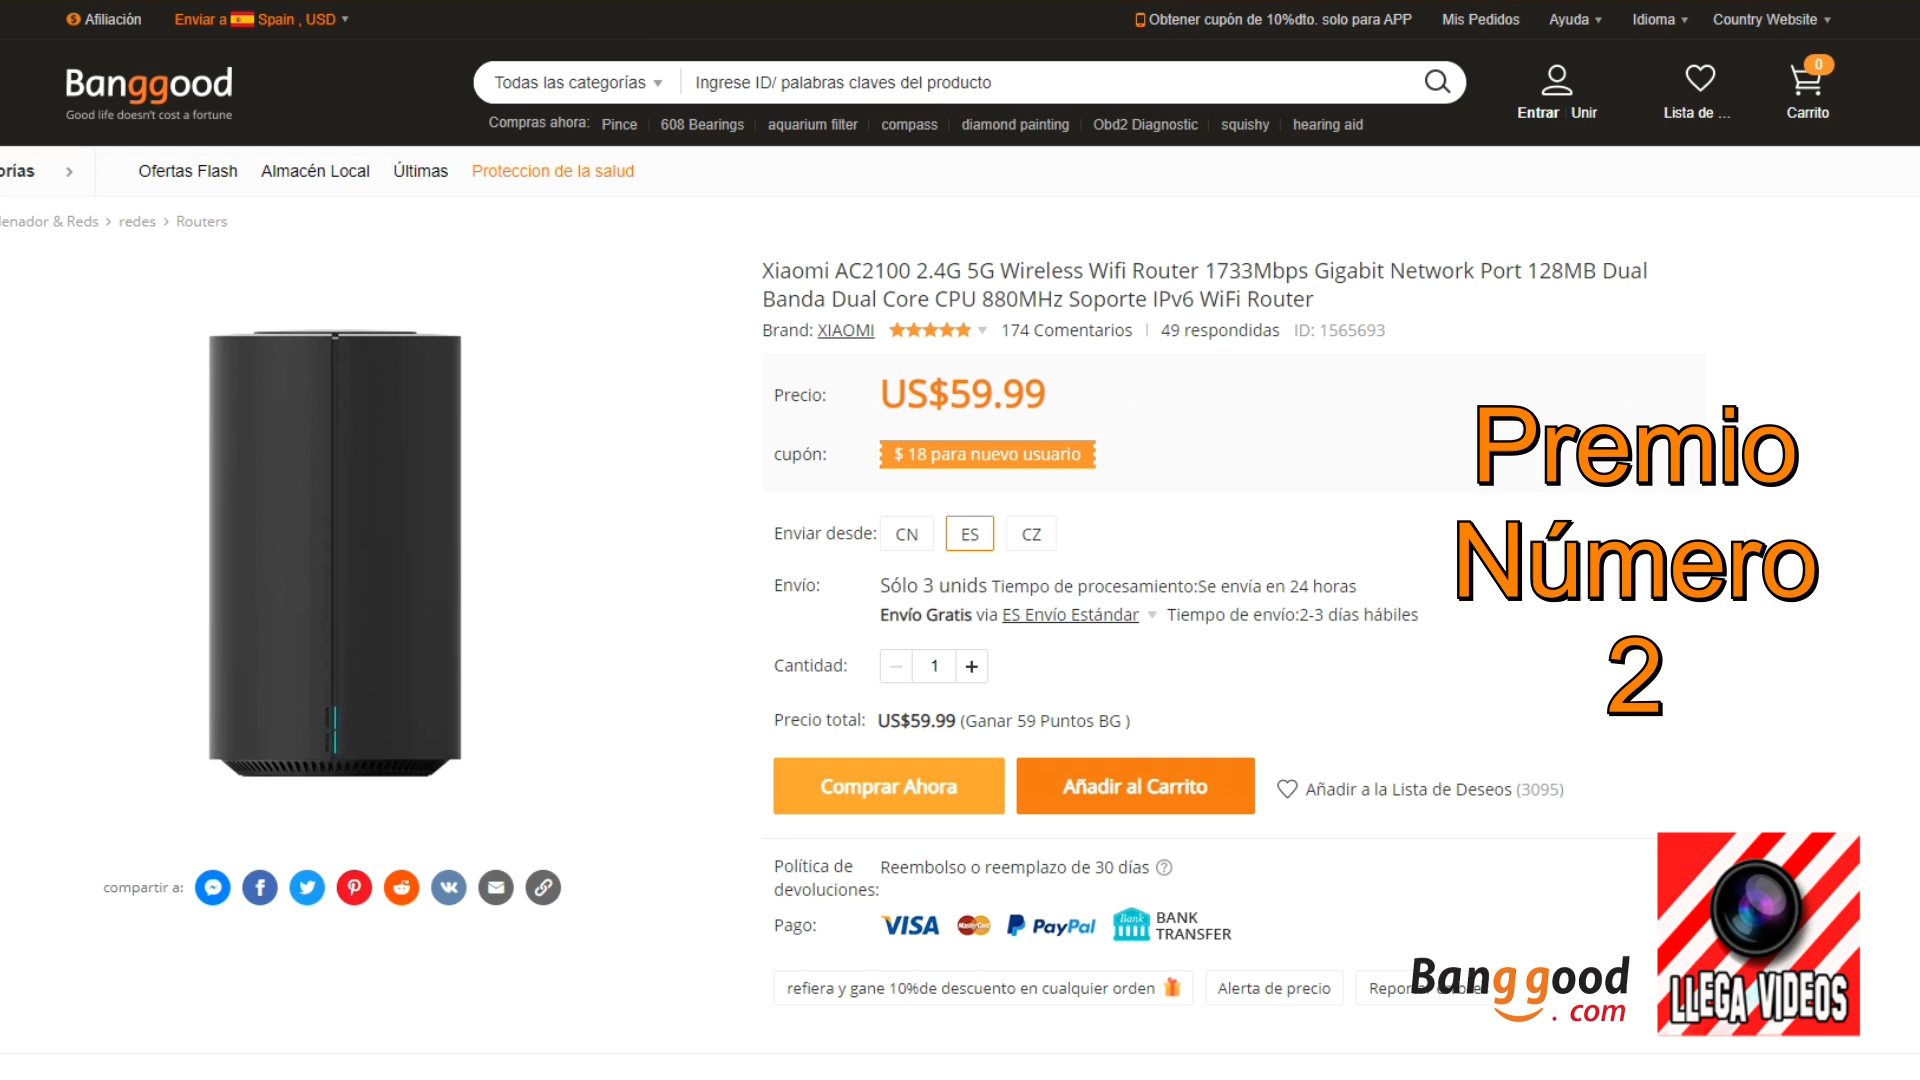 Afiliación
Enviar a Spain , USD
Obtener cupón de 10%dto. solo para APP
Mis Pedidos
Ayuda
Idioma
Country Website
Banggood
Good life doesn't cost a fortune
Todas las categorías
Ingrese ID/ palabras claves del producto
Compras ahora: Pince 608 Bearings aquarium filter compass diamond painting Obd2 Diagnostic squishy hearing aid
Entrar Unir
Lista de ...
0
Carrito
orías
Ofertas Flash Almacén Local Últimas Proteccion de la salud
lenador & Reds > redes > Routers
Xiaomi AC2100 2.4G 5G Wireless Wifi Router 1733Mbps Gigabit Network Port 128MB Dual
Banda Dual Core CPU 880MHz Soporte IPv6 WiFi Router
Brand: XIAOMI 174 Comentarios 49 respondidas ID: 1565693
Precio: US$59.99
cupón: $ 18 para nuevo usuario
Premio
Número
2
Enviar desde: CN ES CZ
Envío: Sólo 3 unids Tiempo de procesamiento:Se envía en 24 horas
Envío Gratis via ES Envío Estándar Tiempo de envío:2-3 días hábiles
Cantidad: 1
Precio total: US$59.99 (Ganar 59 Puntos BG )
Comprar Ahora
Añadir al Carrito
Añadir a la Lista de Deseos (3095)
compartir a:
Política de
devoluciones:
Reembolso o reemplazo de 30 días
Pago: VISA MasterCard PayPal Bank BANK
TRANSFER
refiera y gane 10%de descuento en cualquier orden
Alerta de precio
Banggood
.com
LLEGA VIDEOS